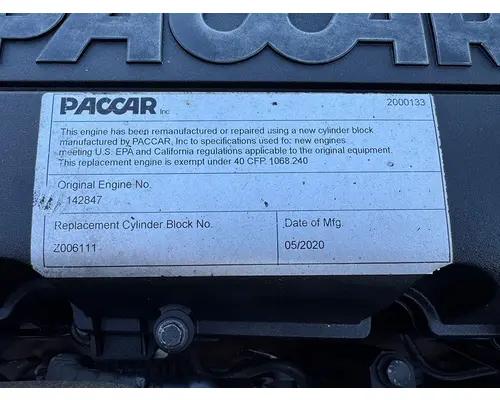 PACCAR PACCAR
PACCAR Inc
2000133
This engine has been remanufactured or repaired using a new cylinder block
manufactured by PACCAR, Inc to specifications used: new engines
meeting U.S. EPA and California regulations applicable to the original equipment.
This replacement engine is exempt under 40 CFP. 1068.240
Original Engine No.
142847
Replacement Cylinder Block No.
Date of Mfg.
Z006111
05/2020